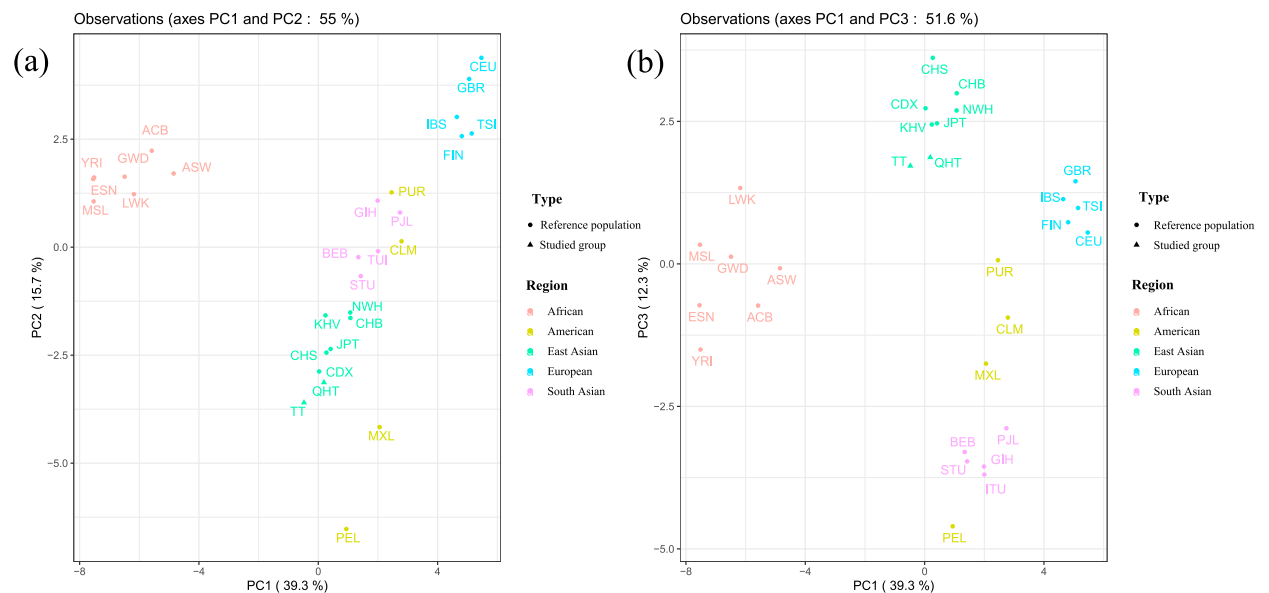 Observations (axes PC1 and PC2 : 55 %)
(a)
CEU
GBR
IBS
TSI
FIN
ACB
YRI
GWD
ASW
ESN
MSL
LWK
PUR
GIH
PJL
CLM
BEB
TUI
STU
NWH
KHV
CHB
JPT
CHS
CDX
QHT
TT
MXL
PEL
2.5
0.0
−2.5
−5.0
PC2 ( 15.7 %)
−8
−4
0
4
PC1 ( 39.3 %)
Type
Reference population
Studied group
Region
African
American
East Asian
European
South Asian
Observations (axes PC1 and PC3 : 51.6 %)
(b)
CHS
CHB
CDX
NWH
KHV
JPT
TT
QHT
GBR
IBS
TSI
FIN
CEU
LWK
MSL
GWD
ASW
PUR
ESN
ACB
CLM
YRI
MXL
PJL
BEB
GIH
STU
ITU
PEL
2.5
0.0
−2.5
−5.0
PC3 ( 12.3 %)
−8
−4
0
4
PC1 ( 39.3 %)
Type
Reference population
Studied group
Region
African
American
East Asian
European
South Asian